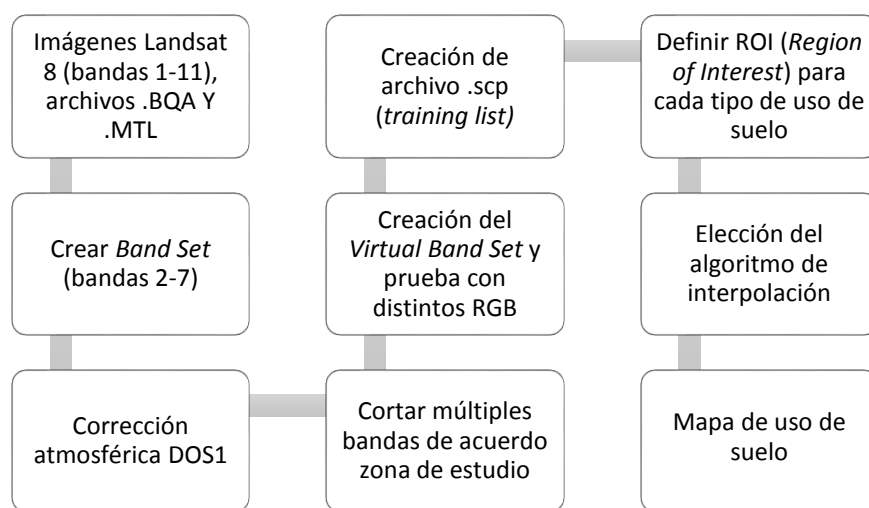 Imágenes Landsat
8 (bandas 1-11),
archivos .BQA Y
.MTL
Crear Band Set
(bandas 2-7)
Corrección
atmosférica DOS1
Cortar múltiples
bandas de acuerdo
zona de estudio
Creación del
Virtual Band Set y
prueba con
distintos RGB
Creación de
archivo .scp
(training list)
Definir ROI (Region
of Interest) para
cada tipo de uso de
suelo
Elección del
algoritmo de
interpolación
Mapa de uso de
suelo